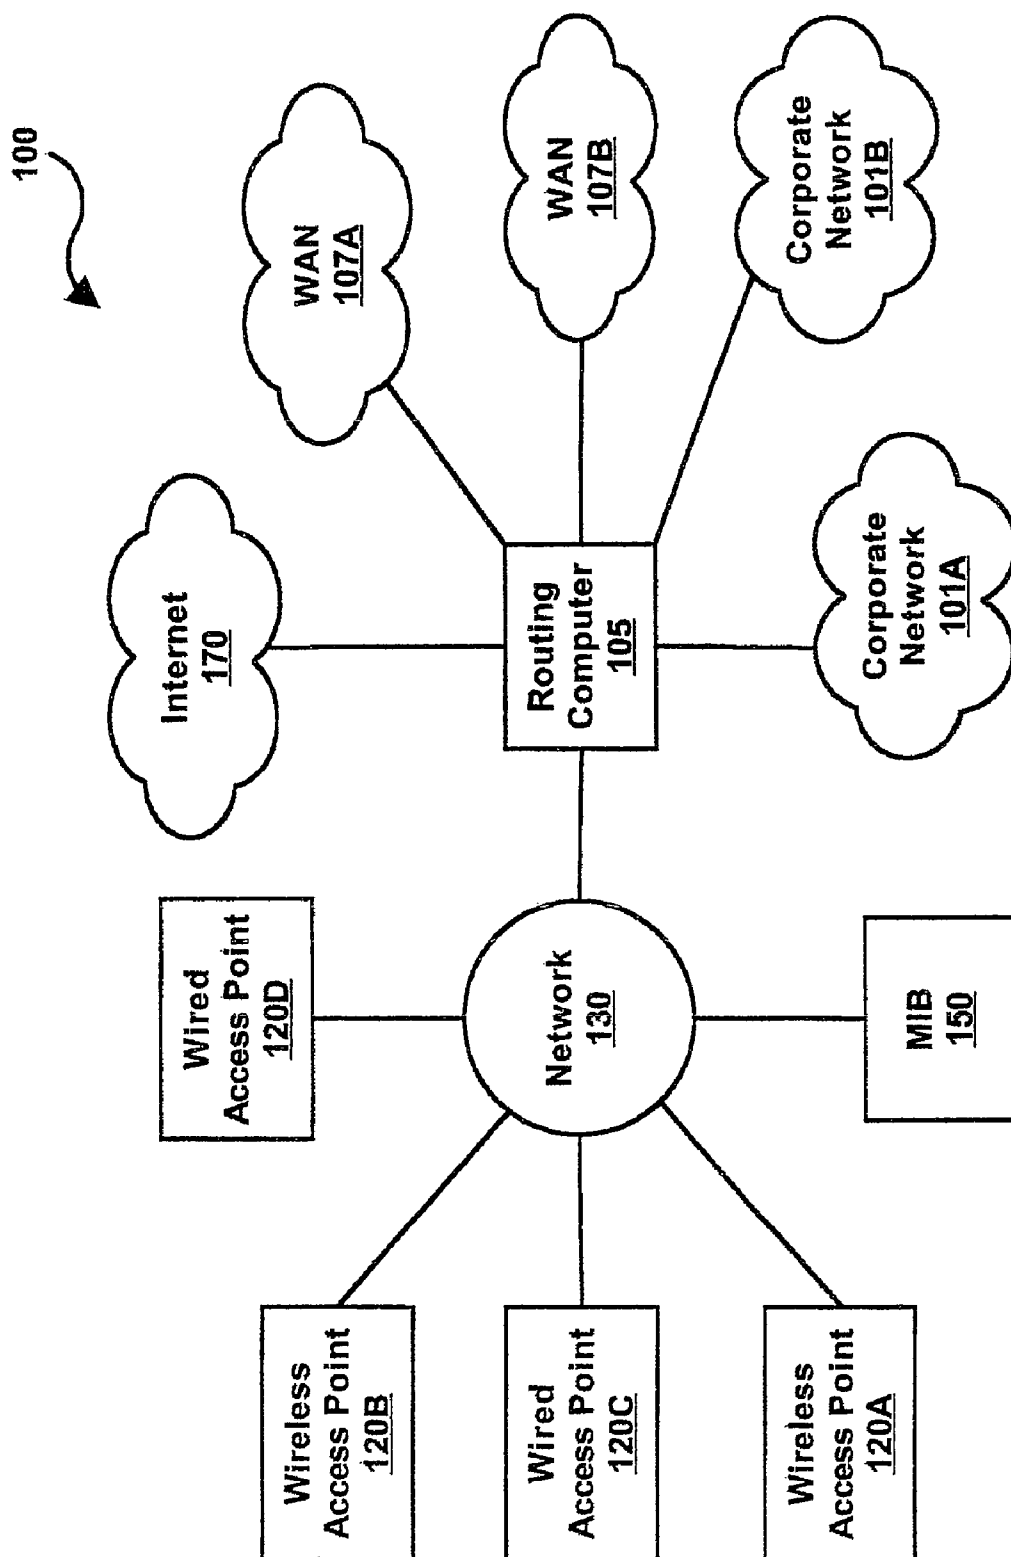 100
WAN
107A
WAN
107B
Corporate
Network
101B
Internet
170
Routing
Computer
105
Corporate
Network
101A
Wired
Access Point
120D
Network
130
MIB
150
Wireless
Access Point
120B
Wired
Access Point
120C
Wireless
Access Point
120A